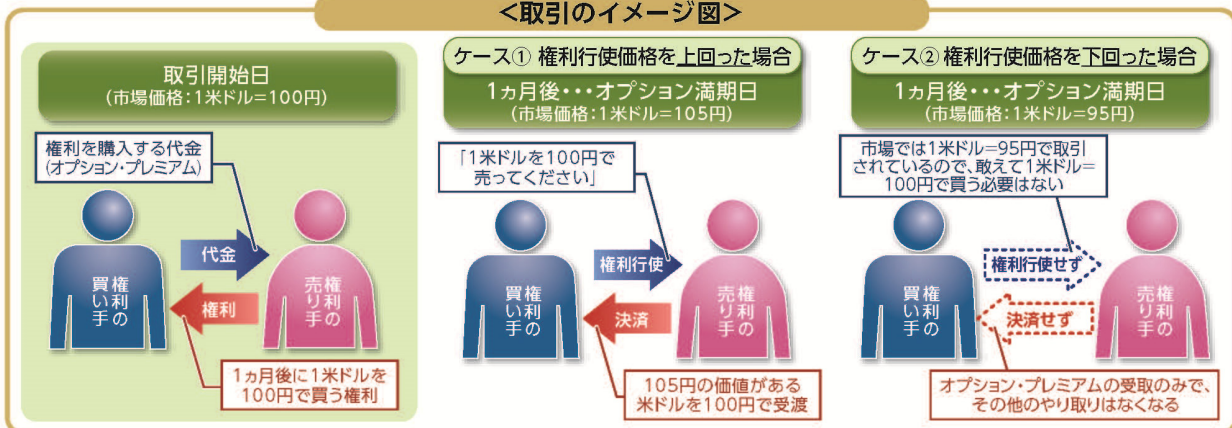 <取引のイメージ図>
取引開始日
(市場価格:1米ドル=100円)
権利を購入する代金
(オプション・プレミアム)
代金
権利の
買い手
権利の
売り手
権利
1ヵ月後に1米ドルを
100円で買う権利
ケース① 権利行使価格を上回った場合
1ヵ月後・・・オプション満期日
(市場価格:1米ドル=105円)
「1米ドルを100円で
売ってください」
権利行使
権利の
買い手
権利の
売り手
決済
105円の価値がある
米ドルを100円で受渡
ケース② 権利行使価格を下回った場合
1ヵ月後・・・オプション満期日
(市場価格:1米ドル=95円)
市場では1米ドル=95円で取引
されているので、敢えて1米ドル=
100円で買う必要はない
権利行使せず
権利の
買い手
権利の
売り手
決済せず
オプション・プレミアムの受取のみで、
その他のやり取りはなくなる